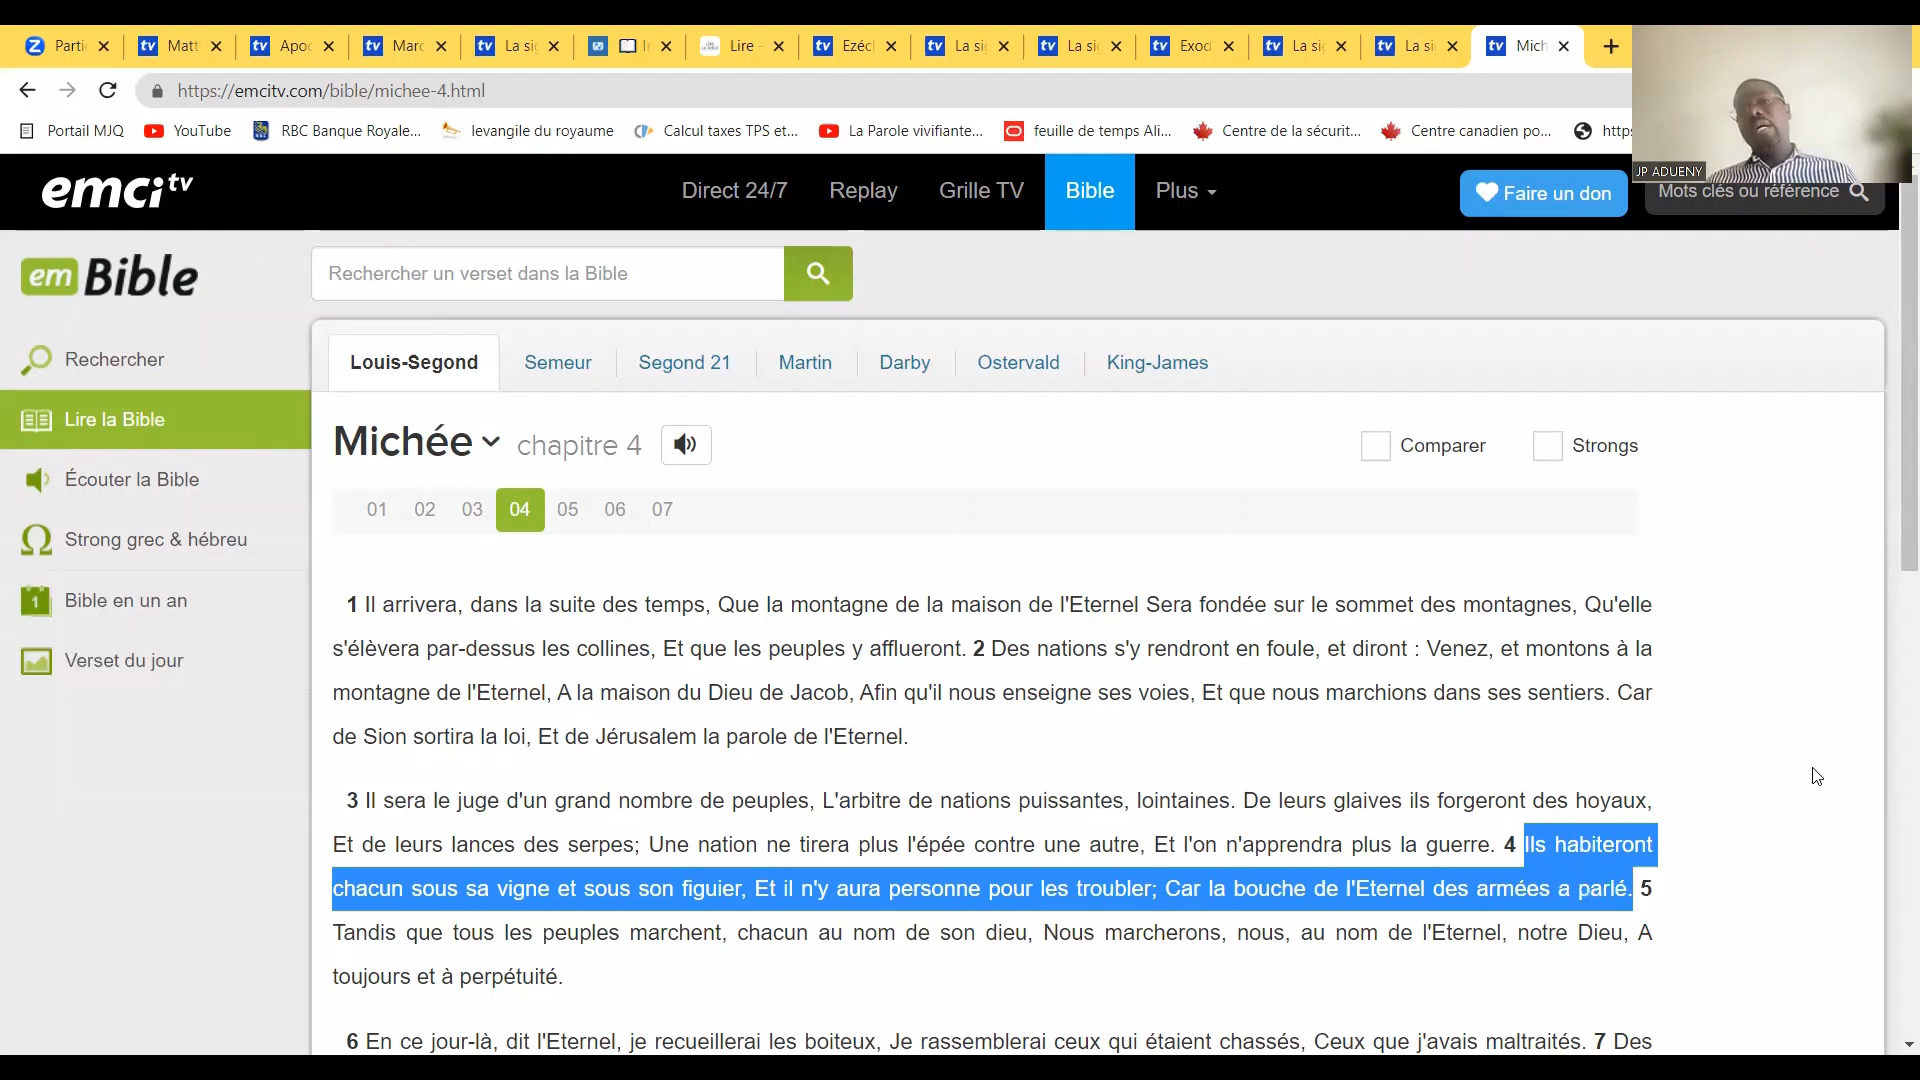 Parti
Matt
Apoc
Marc
La sig
Lire -
Ezéc
La sig
La sig
Exod
La sig
La si
Mich
https://emcitv.com/bible/michee-4.html
Portail MJQ
YouTube
RBC Banque Royale...
levangile du royaume
Calcul taxes TPS et...
La Parole vivifiante...
feuille de temps Ali...
Centre de la sécurit...
Centre canadien po...
https
JP ADUENY
emci tv
Direct 24/7
Replay
Grille TV
Bible
Plus
Faire un don
Mots clés ou référence
em Bible
Rechercher un verset dans la Bible
Rechercher
Lire la Bible
Écouter la Bible
Strong grec & hébreu
Bible en un an
Verset du jour
Louis-Segond
Semeur
Segond 21
Martin
Darby
Ostervald
King-James
Michée chapitre 4
Comparer
Strongs
01 02 03 04 05 06 07
1 Il arrivera, dans la suite des temps, Que la montagne de la maison de l'Eternel Sera fondée sur le sommet des montagnes, Qu'elle
s'élèvera par-dessus les collines, Et que les peuples y afflueront. 2 Des nations s'y rendront en foule, et diront : Venez, et montons à la
montagne de l'Eternel, A la maison du Dieu de Jacob, Afin qu'il nous enseigne ses voies, Et que nous marchions dans ses sentiers. Car
de Sion sortira la loi, Et de Jérusalem la parole de l'Eternel.
3 Il sera le juge d'un grand nombre de peuples, L'arbitre de nations puissantes, lointaines. De leurs glaives ils forgeront des hoyaux,
Et de leurs lances des serpes; Une nation ne tirera plus l'épée contre une autre, Et l'on n'apprendra plus la guerre. 4 Ils habiteront
chacun sous sa vigne et sous son figuier, Et il n'y aura personne pour les troubler; Car la bouche de l'Eternel des armées a parlé. 5
Tandis que tous les peuples marchent, chacun au nom de son dieu, Nous marcherons, nous, au nom de l'Eternel, notre Dieu, A
toujours et à perpétuité.
6 En ce jour-là, dit l'Eternel, je recueillerai les boiteux, Je rassemblerai ceux qui étaient chassés, Ceux que j'avais maltraités. 7 Des